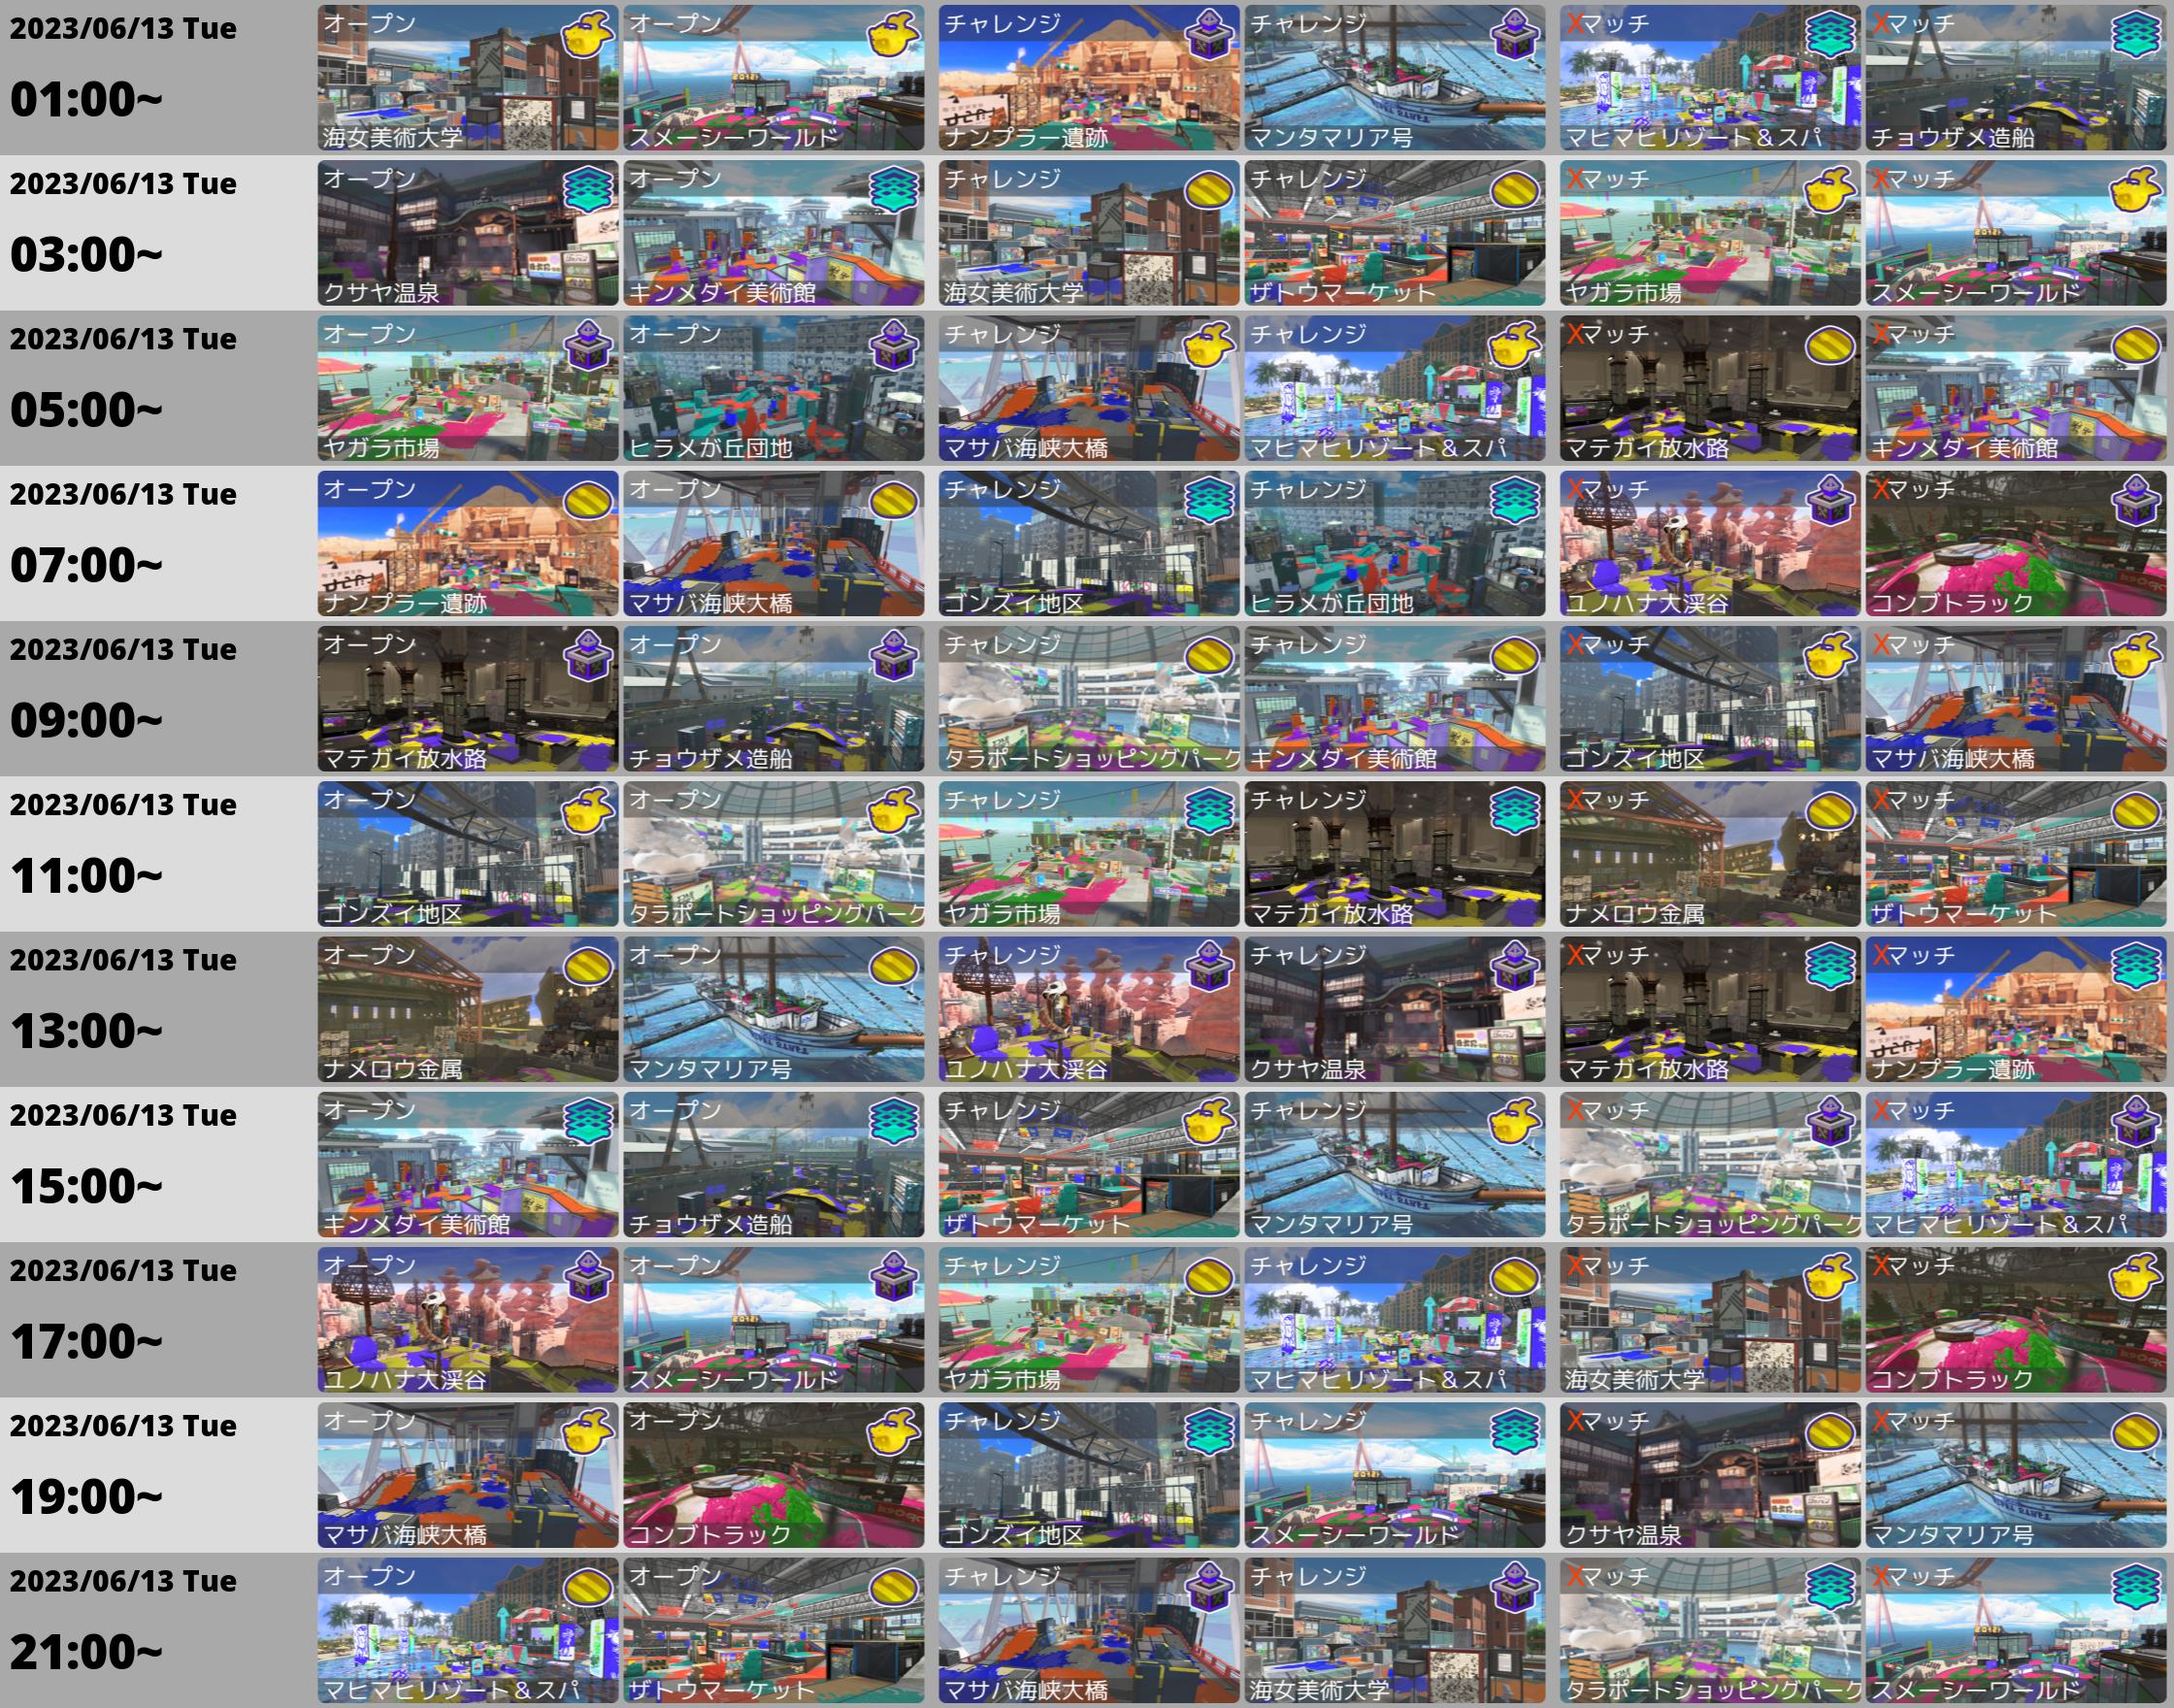 2023/06/13 Tue
01:00~
オープン オープン チャレンジ チャレンジ Xマッチ Xマッチ
海女美術大学 スメーシーワールド ナンプラー遺跡 マンタマリア号 マヒマヒリゾート＆スパ チョウザメ造船
2023/06/13 Tue
03:00~
オープン オープン チャレンジ チャレンジ Xマッチ Xマッチ
クサヤ温泉 キンメダイ美術館 海女美術大学 ザトウマーケット ヤガラ市場 スメーシーワールド
2023/06/13 Tue
05:00~
オープン オープン チャレンジ チャレンジ Xマッチ Xマッチ
ヤガラ市場 ヒラメが丘団地 マサバ海峡大橋 マヒマヒリゾート＆スパ マテガイ放水路 キンメダイ美術館
2023/06/13 Tue
07:00~
オープン オープン チャレンジ チャレンジ Xマッチ Xマッチ
ナンプラー遺跡 マサバ海峡大橋 ゴンズイ地区 ヒラメが丘団地 ユノハナ大渓谷 コンブトラック
2023/06/13 Tue
09:00~
オープン オープン チャレンジ チャレンジ Xマッチ Xマッチ
マテガイ放水路 チョウザメ造船 タラポートショッピングパーク キンメダイ美術館 ゴンズイ地区 マサバ海峡大橋
2023/06/13 Tue
11:00~
オープン オープン チャレンジ チャレンジ Xマッチ Xマッチ
ゴンズイ地区 タラポートショッピングパーク ヤガラ市場 マテガイ放水路 ナメロウ金属 ザトウマーケット
2023/06/13 Tue
13:00~
オープン オープン チャレンジ チャレンジ Xマッチ Xマッチ
ナメロウ金属 マンタマリア号 ユノハナ大渓谷 クサヤ温泉 マテガイ放水路 ナンプラー遺跡
2023/06/13 Tue
15:00~
オープン オープン チャレンジ チャレンジ Xマッチ Xマッチ
キンメダイ美術館 チョウザメ造船 ザトウマーケット マンタマリア号 タラポートショッピングパーク マヒマヒリゾート＆スパ
2023/06/13 Tue
17:00~
オープン オープン チャレンジ チャレンジ Xマッチ Xマッチ
ユノハナ大渓谷 スメーシーワールド ヤガラ市場 マヒマヒリゾート＆スパ 海女美術大学 コンブトラック
2023/06/13 Tue
19:00~
オープン オープン チャレンジ チャレンジ Xマッチ Xマッチ
マサバ海峡大橋 コンブトラック ゴンズイ地区 スメーシーワールド クサヤ温泉 マンタマリア号
2023/06/13 Tue
21:00~
オープン オープン チャレンジ チャレンジ Xマッチ Xマッチ
マヒマヒリゾート＆スパ ザトウマーケット マサバ海峡大橋 海女美術大学 タラポートショッピングパーク スメーシーワールド